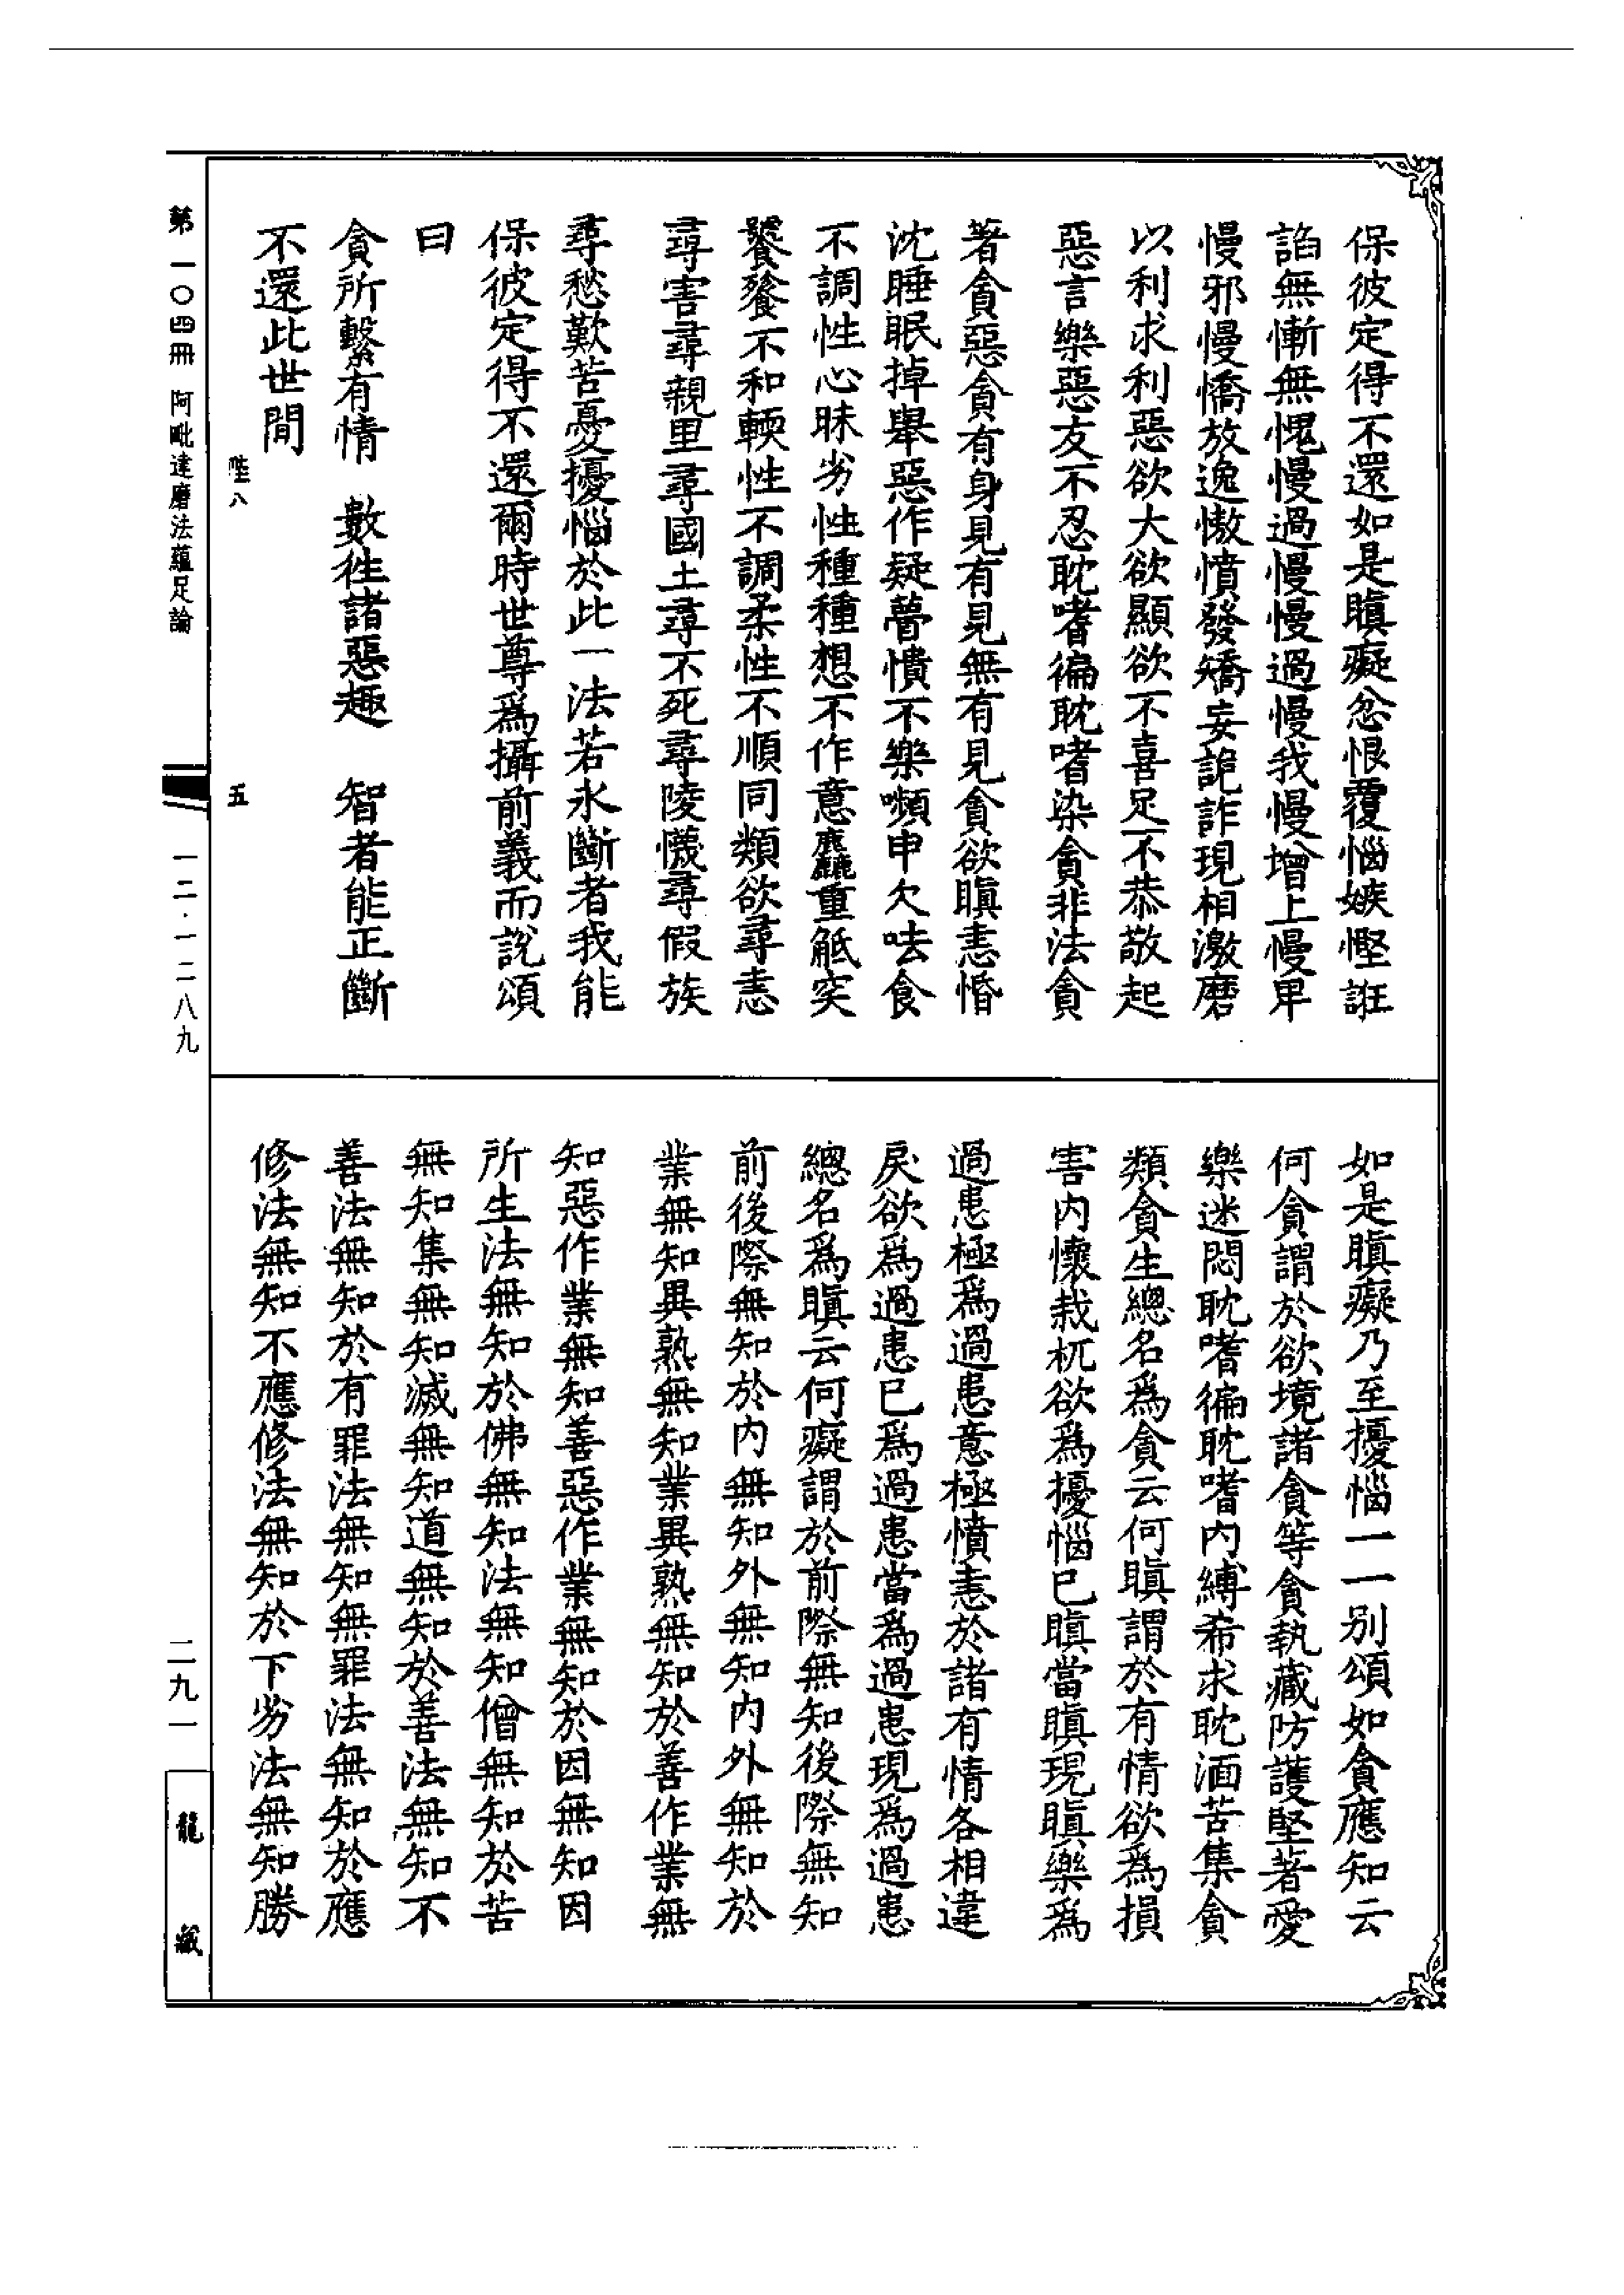 保彼定得不還如是瞋癡忿恨覆惱嫉慳誑
諂無慚無愧慢過慢慢過慢我慢增上慢卑
慢邪慢憍放逸慠憤發矯妄詭詐現相激磨
以利求利惡欲大欲顯欲不喜足不恭敬起
惡言樂惡友不忍耽嗜徧耽嗜染貪非法貪
著貪惡貪有身見有見無有見貪欲瞋恚惛
沈睡眠掉舉惡作疑瞢憒不樂嚬申欠呿食
不調性心昧劣性種種想不作意麤重觝突
饕餮不和輭性不調柔性不順同類欲尋恚
尋害尋親里尋國土尋不死尋陵懱尋假族
尋愁歎苦憂擾惱於此一法若永斷者我能
保彼定得不還爾時世尊為攝前義而說頌
曰
貪所繫有情 數徃諸惡趣 智者能正斷
不還此世間
陛八 五
如是瞋癡乃至擾惱一一別頌如貪應知云
何貪謂於欲境諸貪等貪執藏防護堅著愛
樂迷悶耽嗜徧耽嗜內縛希求耽湎苦集貪
類貪生總名為貪云何瞋謂於有情欲為損
害內懷栽杌欲為擾惱已瞋當瞋現瞋樂為
過患極為過患意極憤恚於諸有情各相違
戾欲為過患已為過患當為過患現為過患
總名為瞋云何癡謂於前際無知後際無知
前後際無知於內無知外無知內外無知於
業無知異熟無知業異熟無知於善作業無
知惡作業無知善惡作業無知於因無知因
所生法無知於佛無知法無知僧無知於苦
無知集無知滅無知道無知於善法無知不
善法無知於有罪法無知無罪法無知於應
修法無知不應修法無知於下劣法無知勝
第一〇四冊 阿毗達磨法蘊足論
一二·一二八九
二九一
龍藏